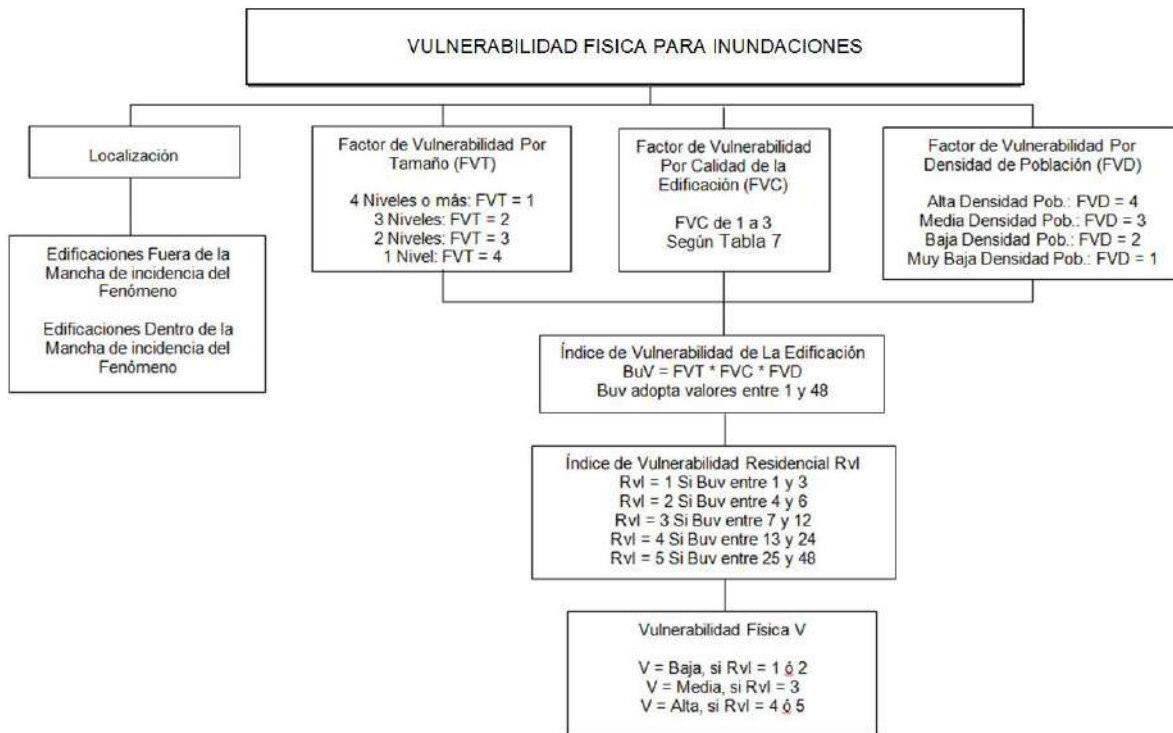 VULNERABILIDAD FISICA PARA INUNDACIONES
Localización
Edificaciones Fuera de la
Mancha de incidencia del
Fenómeno
Edificaciones Dentro de la
Mancha de incidencia del
Fenómeno
Factor de Vulnerabilidad Por
Tamaño (FVT)
4 Niveles o más: FVT = 1
3 Niveles: FVT = 2
2 Niveles: FVT = 3
1 Nivel: FVT = 4
Factor de Vulnerabilidad
Por Calidad de la
Edificación (FVC)
FVC de 1 a 3
Según Tabla 7
Factor de Vulnerabilidad Por
Densidad de Población (FVD)
Alta Densidad Pob.: FVD = 4
Media Densidad Pob.: FVD = 3
Baja Densidad Pob.: FVD = 2
Muy Baja Densidad Pob.: FVD = 1
Índice de Vulnerabilidad de La Edificación
BuV = FVT * FVC * FVD
Buv adopta valores entre 1 y 48
Índice de Vulnerabilidad Residencial RvI
RvI = 1 Si Buv entre 1 y 3
RvI = 2 Si Buv entre 4 y 6
RvI = 3 Si Buv entre 7 y 12
RvI = 4 Si Buv entre 13 y 24
RvI = 5 Si Buv entre 25 y 48
Vulnerabilidad Física V
V = Baja, si RvI = 1 ó 2
V = Media, si RvI = 3
V = Alta, si RvI = 4 ó 5